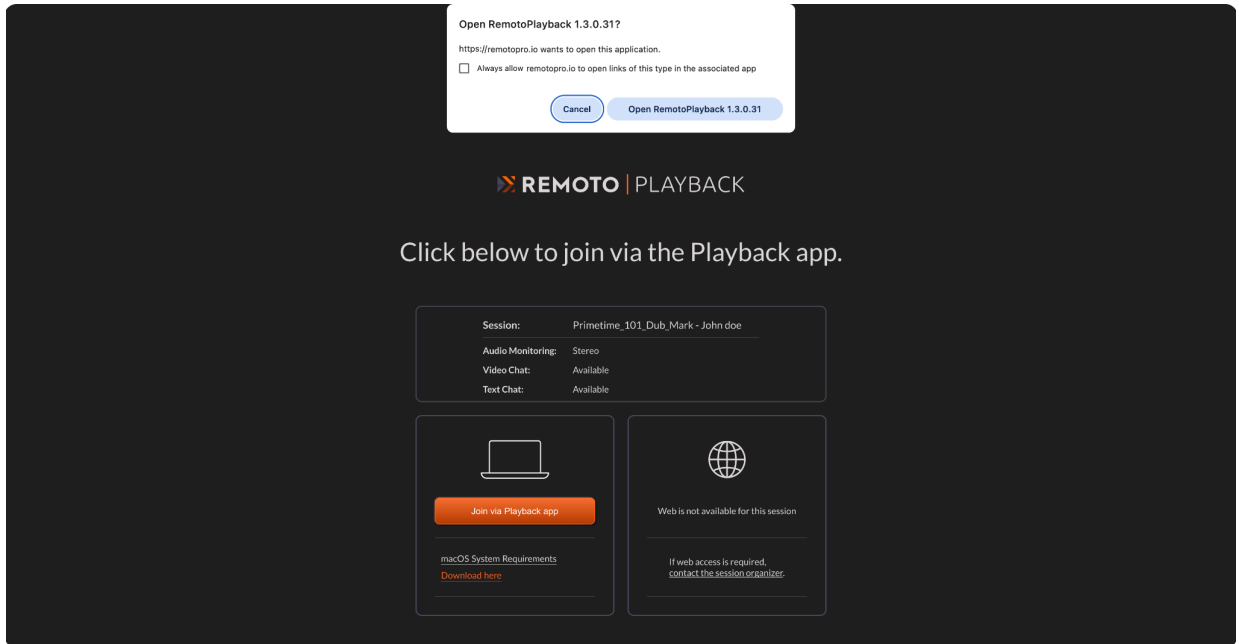 Open RemotoPlayback 1.3.0.31?
https://remotopro.io wants to open this application.
Always allow remotopro.io to open links of this type in the associated app
Cancel
Open RemotoPlayback 1.3.0.31
REMOTO | PLAYBACK
Click below to join via the Playback app.
Session: Primetime_101_Dub_Mark - John doe
Audio Monitoring: Stereo
Video Chat: Available
Text Chat: Available
Join via Playback app
macOS System Requirements
Download here
Web is not available for this session
If web access is required,
contact the session organizer.